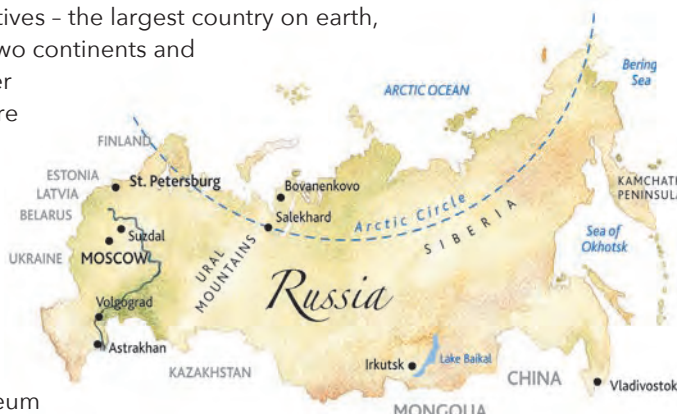 tives – the largest country on earth,
wo continents and
er
re
ARCTIC OCEAN
Bering
Sea
FINLAND
ESTONIA
LATVIA
BELARUS
UKRAINE
St. Petersburg
Bovanenkovo
Salekhard
Arctic Circle
KAMCHAT
PENINSUL
SIBERIA
Sea of
Okhotsk
Suzdal
MOSCOW
URAL
MOUNTAINS
Russia
Volgograd
Astrakhan
KAZAKHSTAN
Irkutsk
Lake Baikal
CHINA
Vladivostok
MONGOLIA
eum